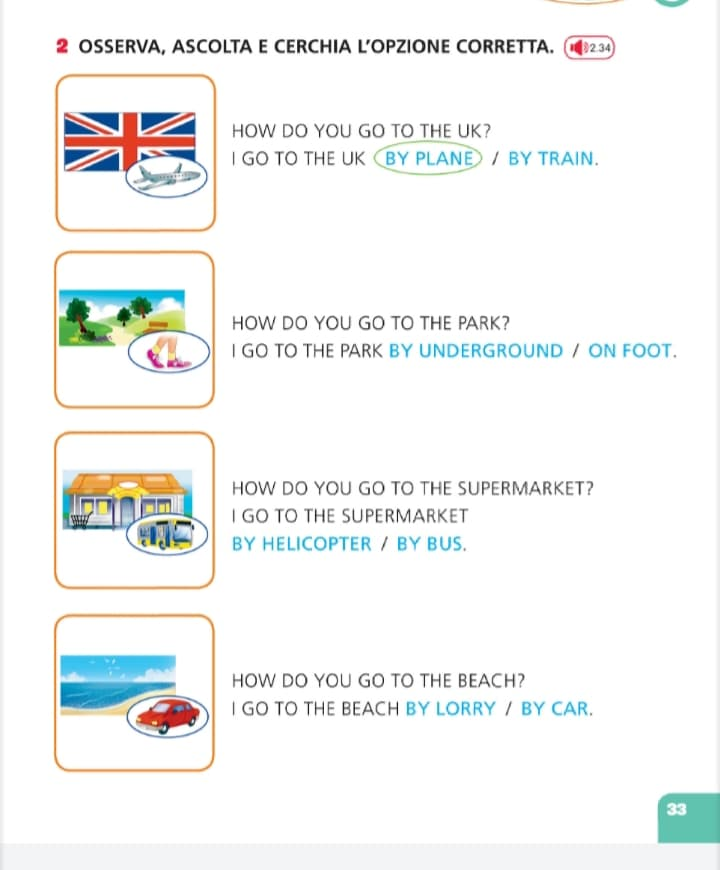 2 OSSERVA, ASCOLTA E CERCHIA L'OPZIONE CORRETTA. 2.34
HOW DO YOU GO TO THE UK?
I GO TO THE UK BY PLANE / BY TRAIN.
HOW DO YOU GO TO THE PARK?
I GO TO THE PARK BY UNDERGROUND / ON FOOT.
HOW DO YOU GO TO THE SUPERMARKET?
I GO TO THE SUPERMARKET
BY HELICOPTER / BY BUS.
HOW DO YOU GO TO THE BEACH?
I GO TO THE BEACH BY LORRY / BY CAR.
33